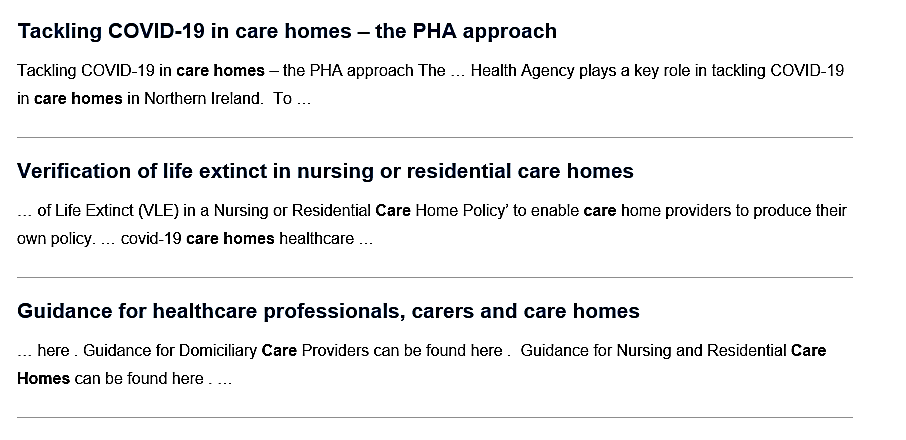 Tackling COVID-19 in care homes – the PHA approach
Tackling COVID-19 in care homes – the PHA approach The … Health Agency plays a key role in tackling COVID-19
in care homes in Northern Ireland.  To …
Verification of life extinct in nursing or residential care homes
… of Life Extinct (VLE) in a Nursing or Residential Care Home Policy’ to enable care home providers to produce their
own policy. … covid-19 care homes healthcare …
Guidance for healthcare professionals, carers and care homes
… here . Guidance for Domiciliary Care Providers can be found here .  Guidance for Nursing and Residential Care
Homes can be found here . …